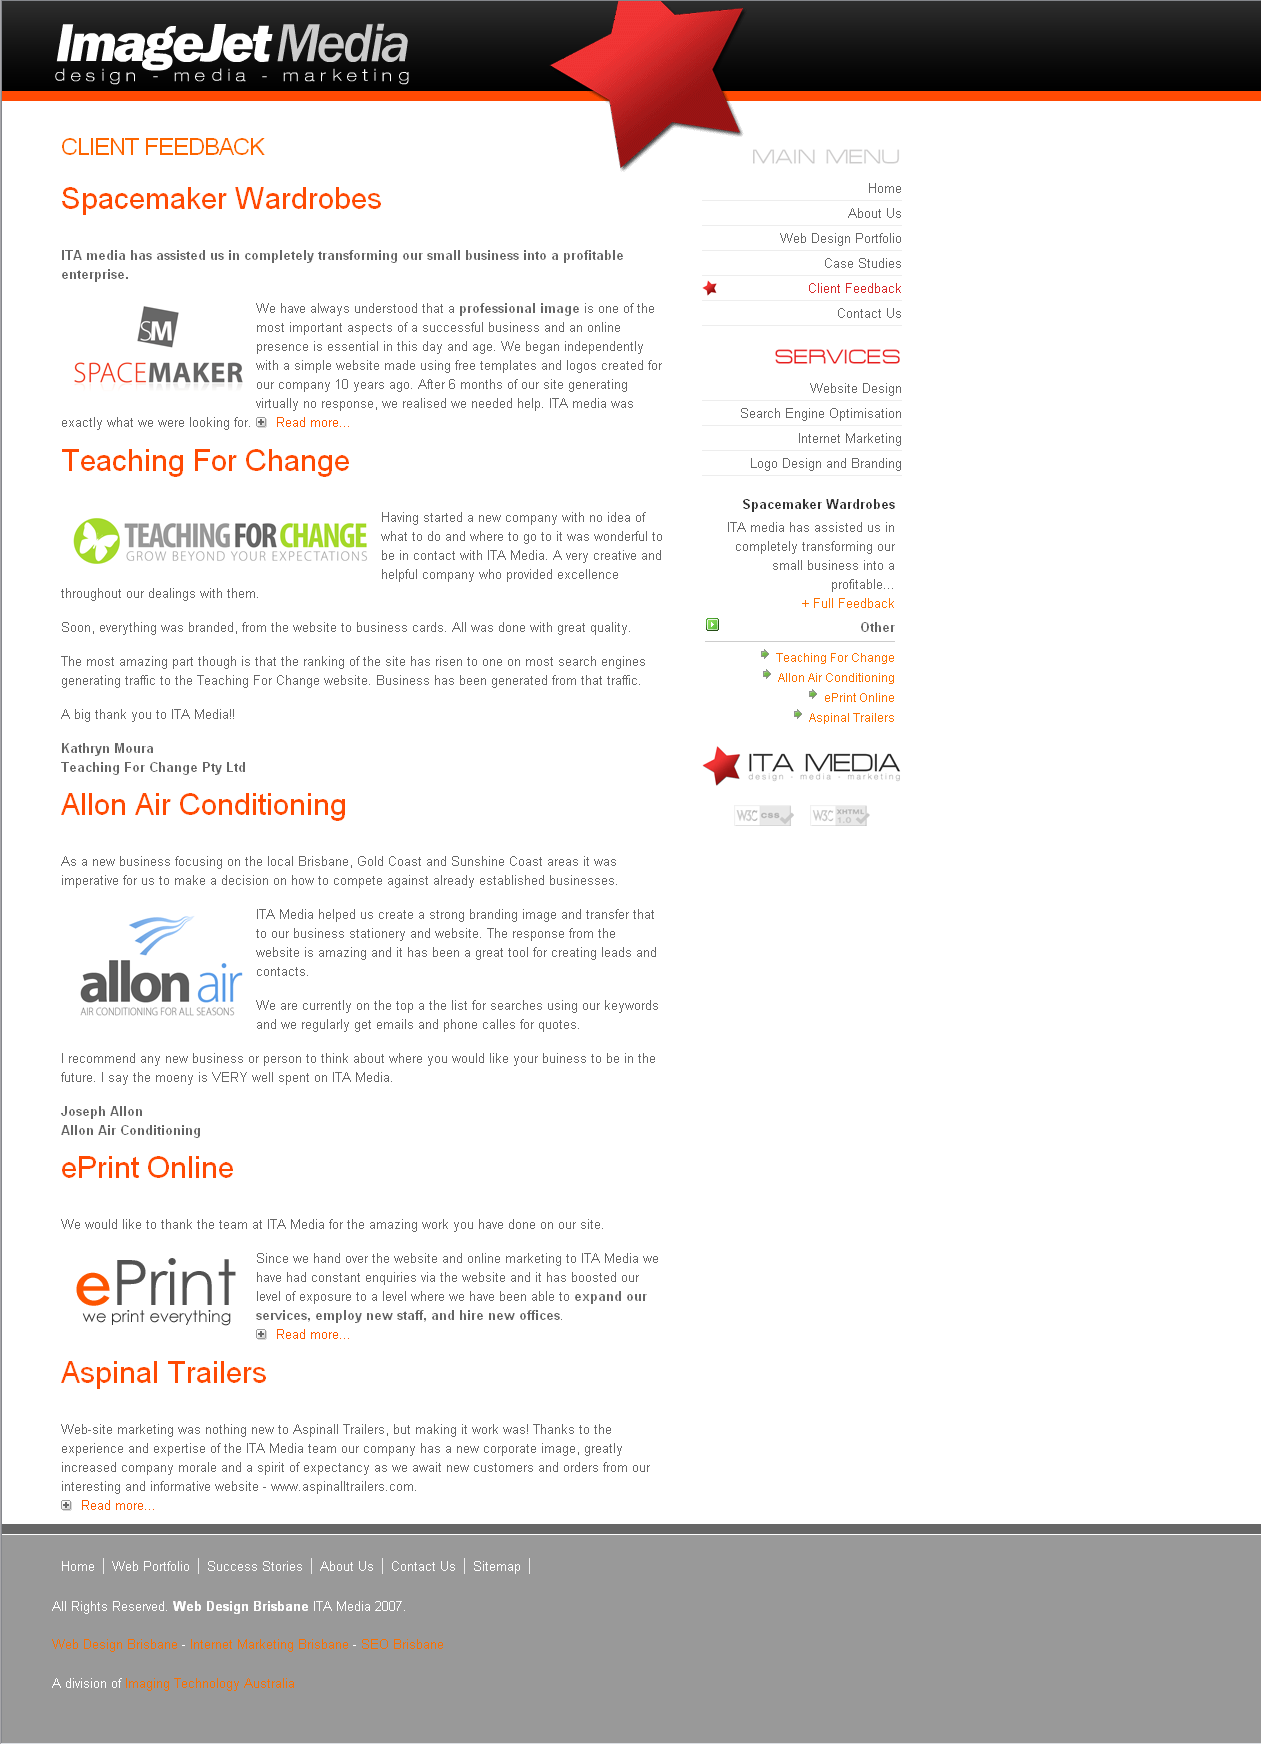 ImageJet Media
design - media - marketing
CLIENT FEEDBACK
Spacemaker Wardrobes
ITA media has assisted us in completely transforming our small business into a profitable
enterprise.
SM
SPACEMAKER
We have always understood that a professional image is one of the
most important aspects of a successful business and an online
presence is essential in this day and age. We began independently
with a simple website made using free templates and logos created for
our company 10 years ago. After 6 months of our site generating
virtually no response, we realised we needed help. ITA media was
exactly what we were looking for. Read more...
Teaching For Change
TEACHING FOR CHANGE
GROW BEYOND YOUR EXPECTATIONS
Having started a new company with no idea of
what to do and where to go to it was wonderful to
be in contact with ITA Media. A very creative and
helpful company who provided excellence
throughout our dealings with them.
Soon, everything was branded, from the website to business cards. All was done with great quality.
The most amazing part though is that the ranking of the site has risen to one on most search engines
generating traffic to the Teaching For Change website. Business has been generated from that traffic.
A big thank you to ITA Media!!
Kathryn Moura
Teaching For Change Pty Ltd
Allon Air Conditioning
As a new business focusing on the local Brisbane, Gold Coast and Sunshine Coast areas it was
imperative for us to make a decision on how to compete against already established businesses.
allon air
AIR CONDITIONING FOR ALL SEASONS
ITA Media helped us create a strong branding image and transfer that
to our business stationery and website. The response from the
website is amazing and it has been a great tool for creating leads and
contacts.
We are currently on the top a the list for searches using our keywords
and we regularly get emails and phone calles for quotes.
I recommend any new business or person to think about where you would like your buiness to be in the
future. I say the moeny is VERY well spent on ITA Media.
Joseph Allon
Allon Air Conditioning
ePrint Online
We would like to thank the team at ITA Media for the amazing work you have done on our site.
ePrint
we print everything
Since we hand over the website and online marketing to ITA Media we
have had constant enquiries via the website and it has boosted our
level of exposure to a level where we have been able to expand our
services, employ new staff, and hire new offices.
Read more...
Aspinal Trailers
Web-site marketing was nothing new to Aspinall Trailers, but making it work was! Thanks to the
experience and expertise of the ITA Media team our company has a new corporate image, greatly
increased company morale and a spirit of expectancy as we await new customers and orders from our
interesting and informative website - www.aspinalltrailers.com.
Read more...
MAIN MENU
Home
About Us
Web Design Portfolio
Case Studies
Client Feedback
Contact Us
SERVICES
Website Design
Search Engine Optimisation
Internet Marketing
Logo Design and Branding
Spacemaker Wardrobes
ITA media has assisted us in
completely transforming our
small business into a
profitable...
+ Full Feedback
Other
Teaching For Change
Allon Air Conditioning
ePrint Online
Aspinal Trailers
ITA MEDIA
design - media - marketing
W3C CSS
W3C XHTML 1.0
Home | Web Portfolio | Success Stories | About Us | Contact Us | Sitemap |
All Rights Reserved. Web Design Brisbane ITA Media 2007.
Web Design Brisbane - Internet Marketing Brisbane - SEO Brisbane
A division of Imaging Technology Australia